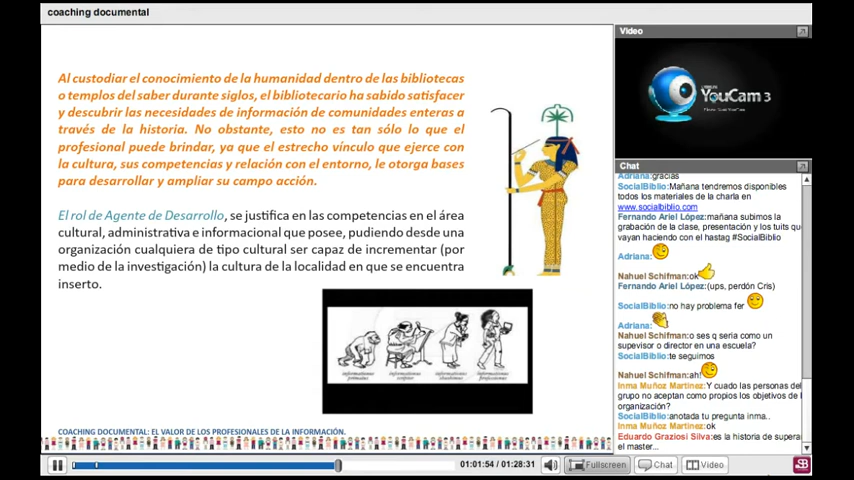 coaching documental
Al custodiar el conocimiento de la humanidad dentro de las bibliotecas
o templos del saber durante siglos, el bibliotecario ha sabido satisfacer
y descubrir las necesidades de información de comunidades enteras a
través de la historia. No obstante, esto no es tan sólo lo que el
profesional puede brindar, ya que el estrecho vínculo que ejerce con
la cultura, sus competencias y relación con el entorno, le otorga bases
para desarrollar y ampliar su campo acción.
El rol de Agente de Desarrollo, se justifica en las competencias en el área
cultural, administrativa e informacional que posee, pudiendo desde una
organización cualquiera de tipo cultural ser capaz de incrementar (por
medio de la investigación) la cultura de la localidad en que se encuentra
inserto.
COACHING DOCUMENTAL: EL VALOR DE LOS PROFESIONALES DE LA INFORMACIÓN.
Video
YouCam 3
Chat
Adriana:gracias
SocialBiblio:Mañana tendremos disponibles
todos los materiales de la charla en
www.socialbiblio.com
Fernando Ariel López:mañana subimos la
grabación de la clase, presentación y los tuits que
vayan haciendo con el hastag #SocialBiblio
Adriana:
Nahuel Schifman:ok
Fernando Ariel López:(ups, perdón Cris)
SocialBiblio:no hay problema fer
Adriana:
Nahuel Schifman:o ses q sería como un
supevisor o director en una escuela?
SocialBiblio:te seguimos
Nahuel Schifman:ah!
Inma Muñoz Martinez:Y cuado las personas del
grupo no aceptan como propios los objetivos de
organización?
SocialBiblio:anotada tu pregunta inma..
Inma Muñoz Martinez:ok
Eduardo Graziosi Silva:es la historia de supera
el master...
01:01:54 / 01:28:31
Fullscreen
Chat
Video
SB